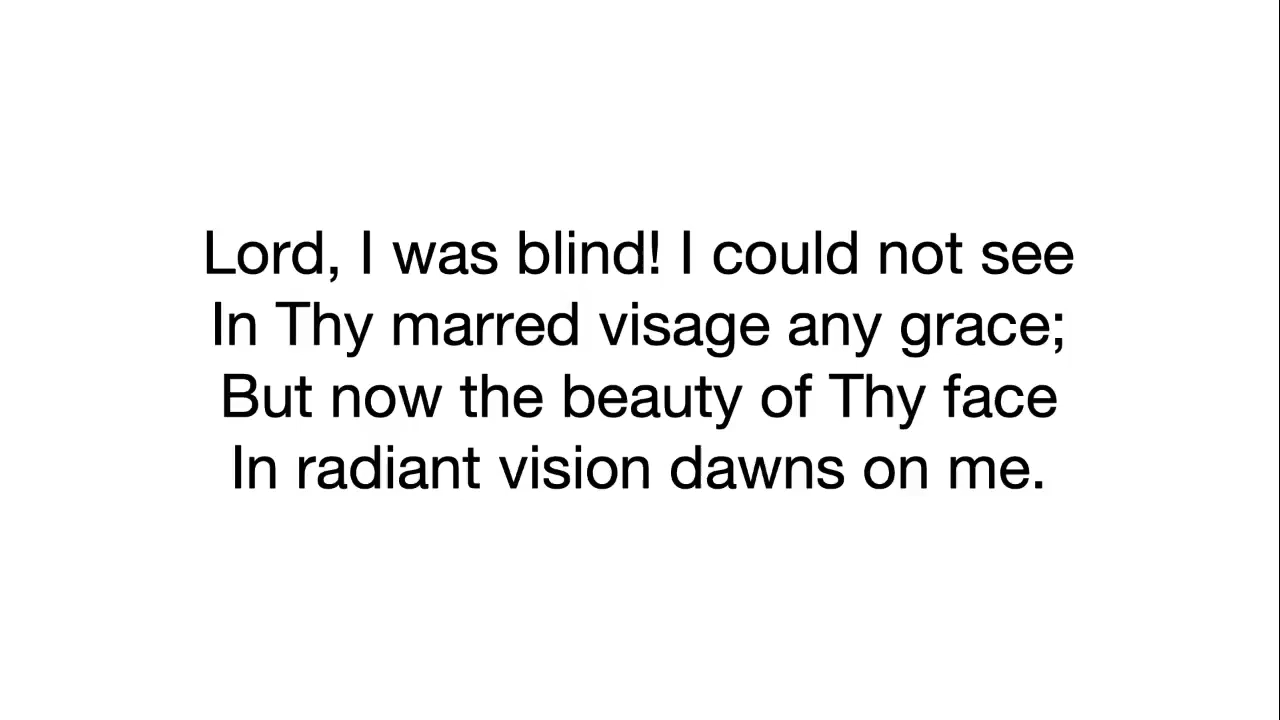 Lord, I was blind! I could not see
In Thy marred visage any grace;
But now the beauty of Thy face
In radiant vision dawns on me.